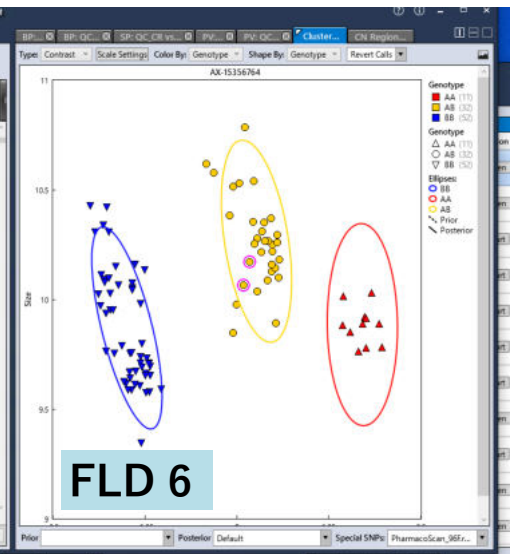 BP:... BP: QC... SP: QC_CR vs... PV:... PV: QC... Cluster... CN Region...
Type: Contrast Scale Settings Color By: Genotype Shape By: Genotype Revert Calls
AX-15356764
Genotype
AA (11)
AB (32)
BB (52)
Genotype
AA (11)
AB (32)
BB (52)
Ellipses:
BB
AA
AB
Prior
Posterior
11
10.5
10
9.5
9
Size
FLD 6
Prior Posterior Default Special SNPs: PharmacoScan_96F.r...